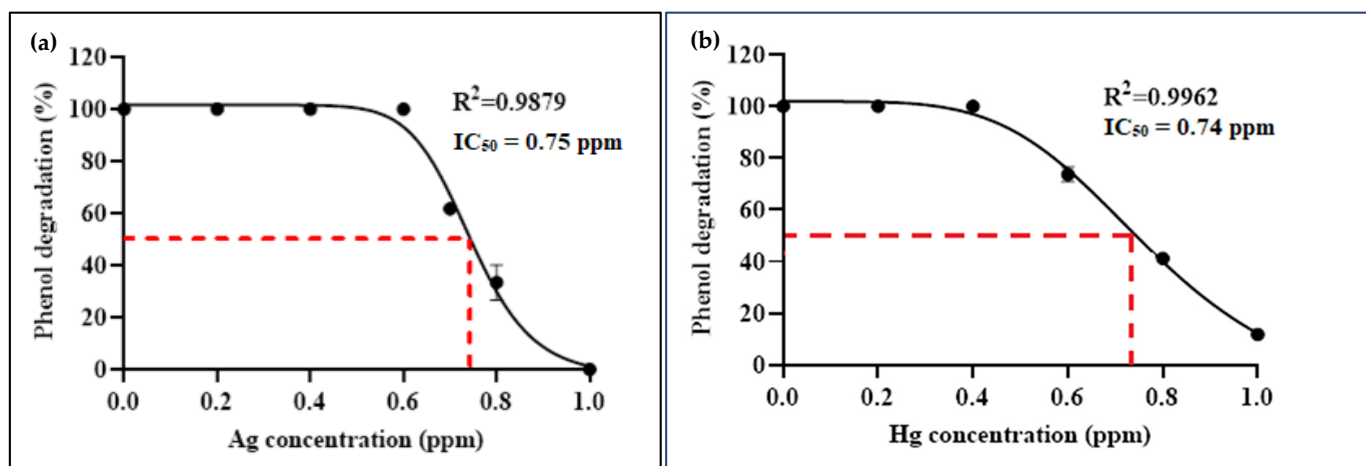 (a)
120
100
80
60
40
20
0
Phenol degradation (%)
R²=0.9879
IC₅₀ = 0.75 ppm
0.0 0.2 0.4 0.6 0.8 1.0
Ag concentration (ppm)
(b)
120
100
80
60
40
20
0
Phenol degradation (%)
R²=0.9962
IC₅₀ = 0.74 ppm
0.0 0.2 0.4 0.6 0.8 1.0
Hg concentration (ppm)